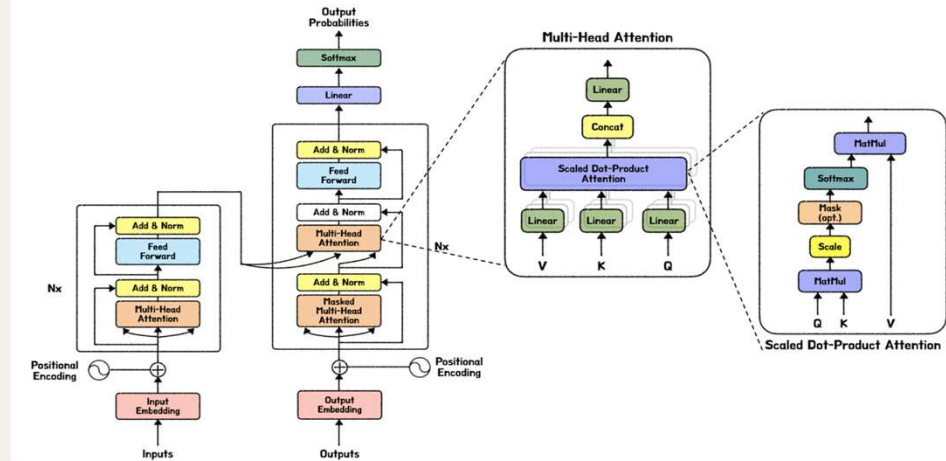 Output
Probabilities
Softmax
Linear
Add & Norm
Feed
Forward
Add & Norm
Multi-Head
Attention
Nx
Add & Norm
Masked
Multi-Head
Attention
Positional
Encoding
Output
Embedding
Outputs
Add & Norm
Feed
Forward
Nx
Add & Norm
Multi-Head
Attention
Positional
Encoding
Input
Embedding
Inputs
Multi-Head Attention
Linear
Concat
Scaled Dot-Product
Attention
Linear Linear Linear
V K Q
MatMul
Softmax
Mask
(opt.)
Scale
MatMul
Q K V
Scaled Dot-Product Attention